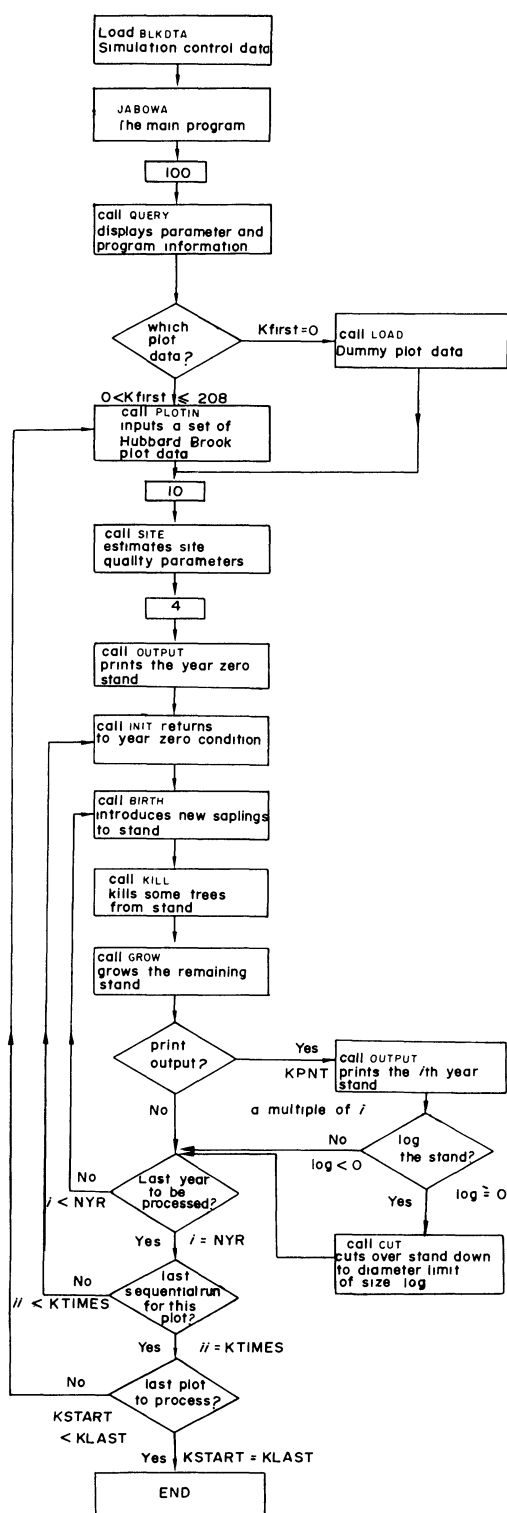 Load BLKDTA
Simulation control data
JABOWA
The main program
100
call QUERY
displays parameter and
program information
which
plot
data?
Kfirst=0
call LOAD
Dummy plot data
0<Kfirst ≤ 208
call PLOTIN
inputs a set of
Hubbard Brook
plot data
10
call SITE
estimates site
quality parameters
4
call OUTPUT
prints the year zero
stand
call INIT returns
to year zero condition
call BIRTH
introduces new saplings
to stand
call KILL
kills some trees
from stand
call GROW
grows the remaining
stand
print
output?
Yes
KPNT
call OUTPUT
prints the ith year
stand
No
a multiple of i
log
the stand?
No
log<0
Yes
log ≥ 0
call CUT
cuts over stand down
to diameter limit
of size log
Last year
to be
processed?
No
i<NYR
Yes
i=NYR
last
sequential run
for this
plot?
No
ii < KTIMES
Yes
ii=KTIMES
last plot
to process?
No
KSTART
< KLAST
Yes
KSTART = KLAST
END